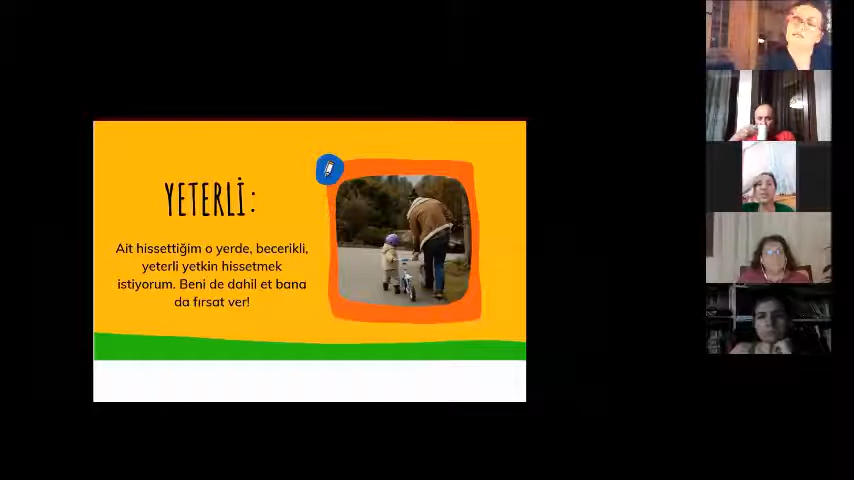 YETERLİ:
Ait hissettiğim o yerde, becerikli,
yeterli yetkin hissetmek
istiyorum. Beni de dahil et bana
da fırsat ver!